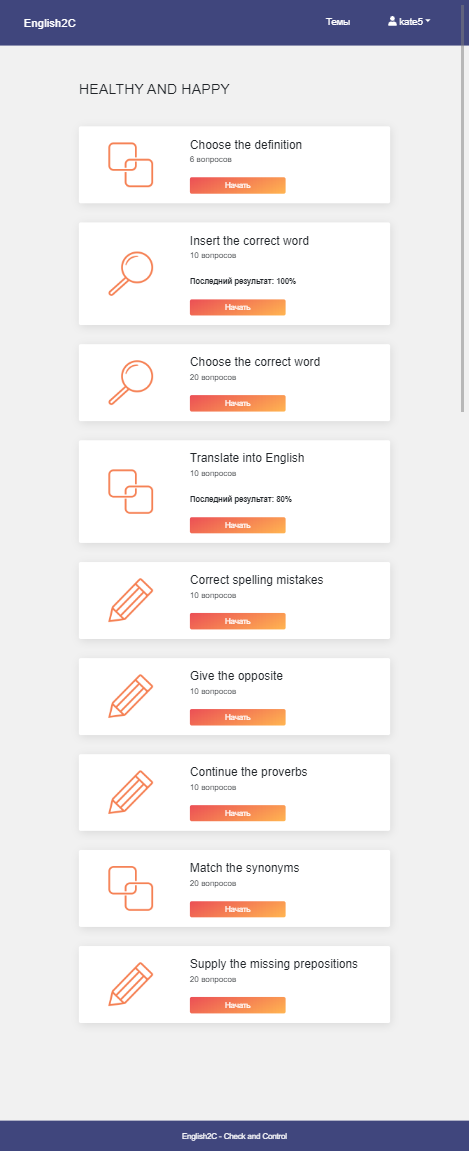 English2C
Темы kate5
HEALTHY AND HAPPY
Choose the definition
6 вопросов
Начать
Insert the correct word
10 вопросов
Последний результат: 100%
Начать
Choose the correct word
20 вопросов
Начать
Translate into English
10 вопросов
Последний результат: 80%
Начать
Correct spelling mistakes
10 вопросов
Начать
Give the opposite
10 вопросов
Начать
Continue the proverbs
10 вопросов
Начать
Match the synonyms
20 вопросов
Начать
Supply the missing prepositions
20 вопросов
Начать
English2C - Check and Control